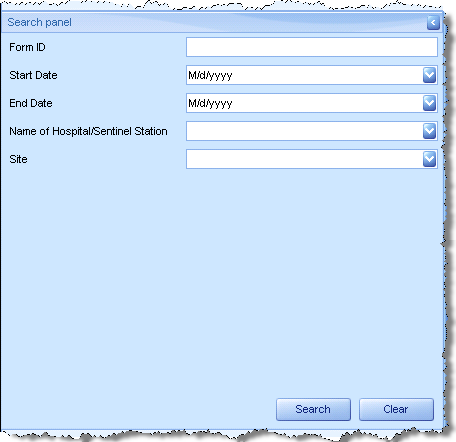 Search panel
Form ID
Start Date M/d/yyyy
End Date M/d/yyyy
Name of Hospital/Sentinel Station
Site
Search Clear